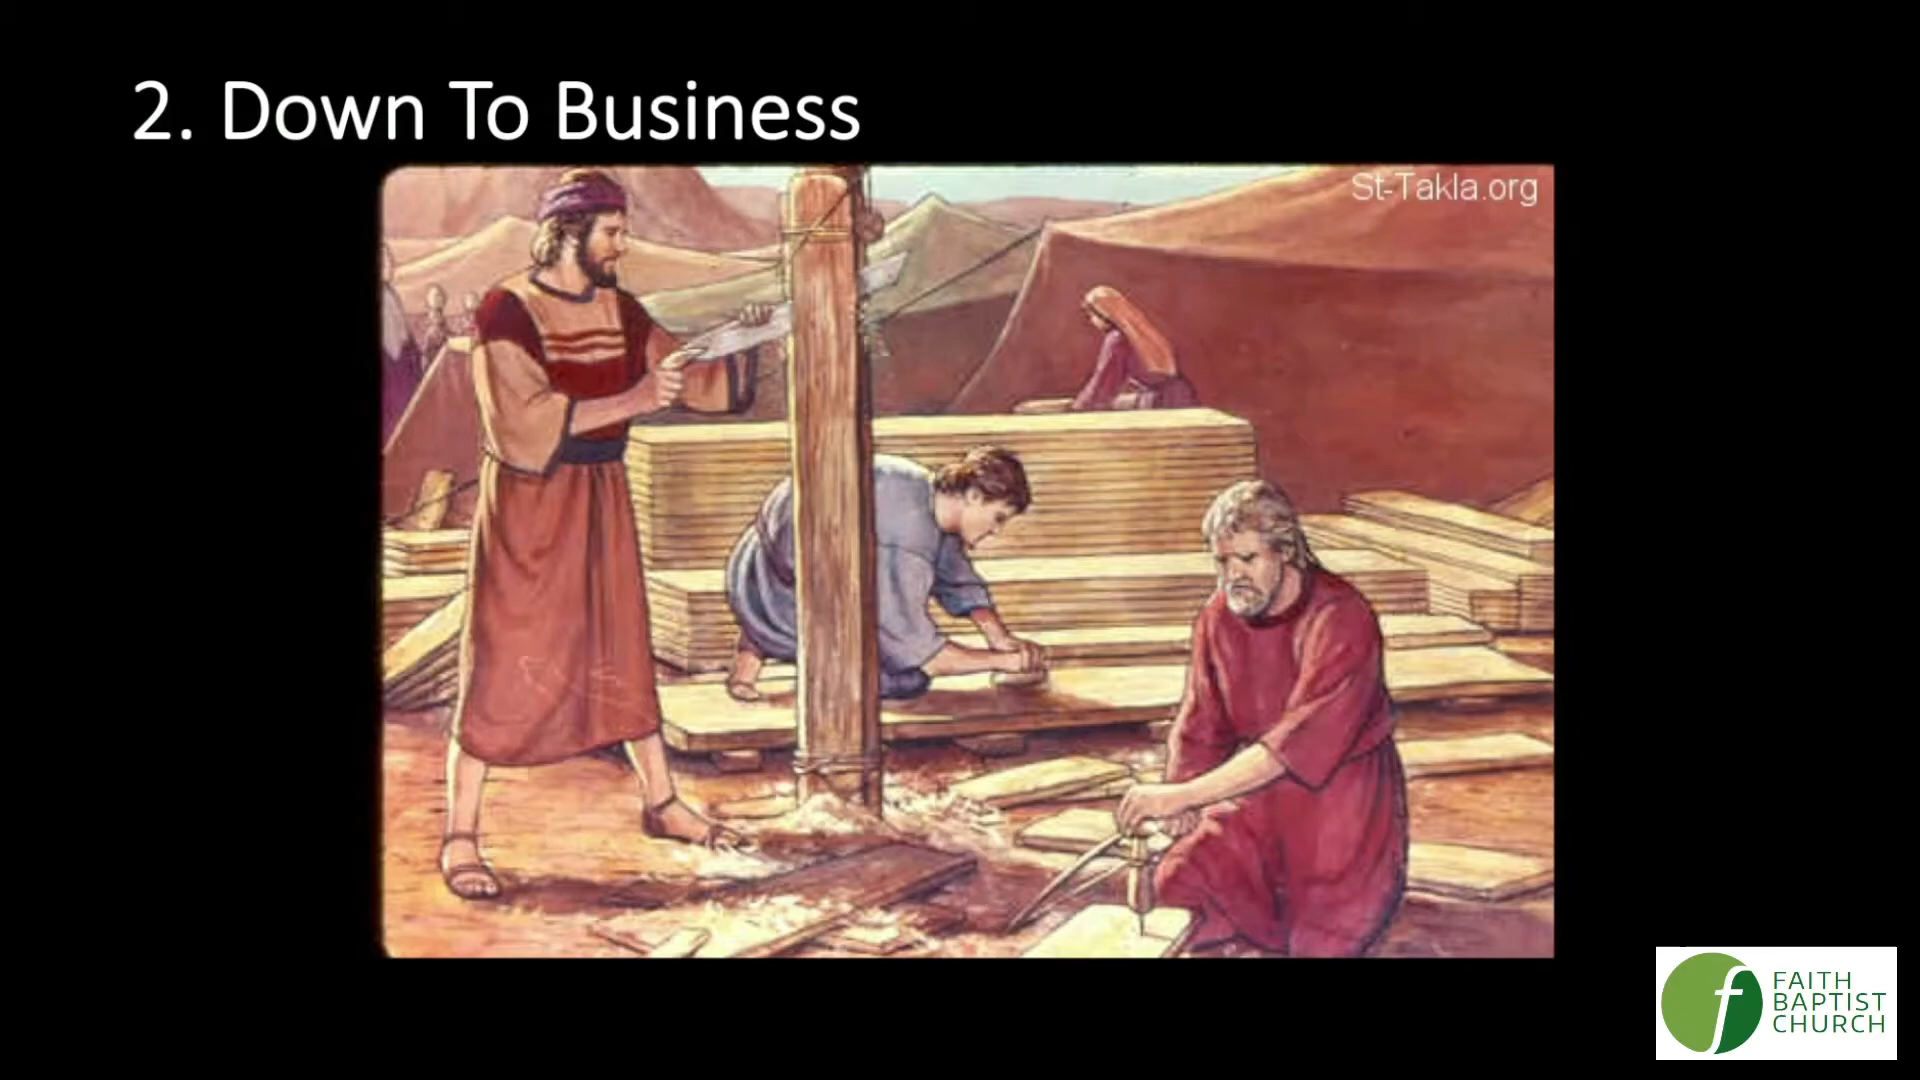 2. Down To Business
St-Takla.org
FAITH
BAPTIST
CHURCH